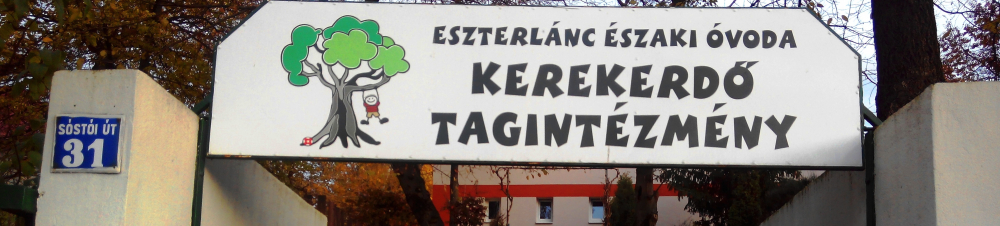 ESZTERLÁNC ÉSZAKI ÓVODA
KEREKERDŐ
TAGINTÉZMÉNY
SÓSTÓI ÚT
31